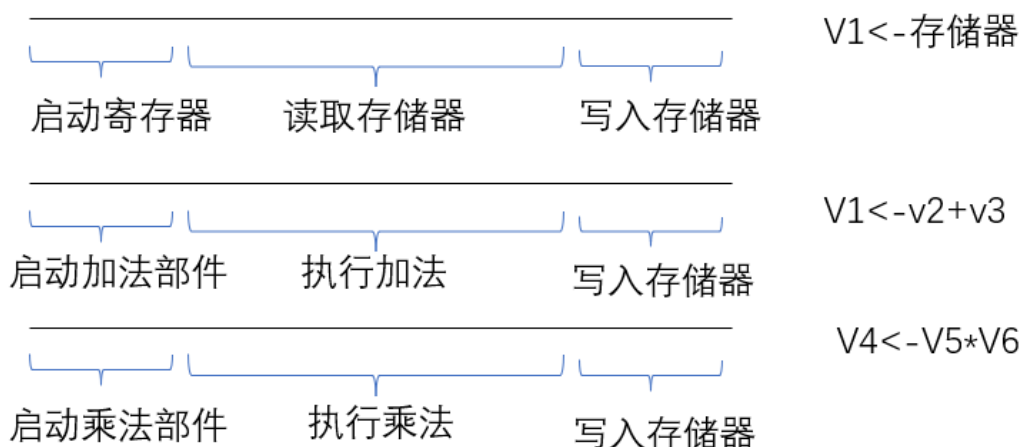 V1<-存储器
启动寄存器 读取存储器 写入存储器
V1<-v2+v3
启动加法部件 执行加法 写入存储器
V4<-V5*V6
启动乘法部件 执行乘法 写入存储器